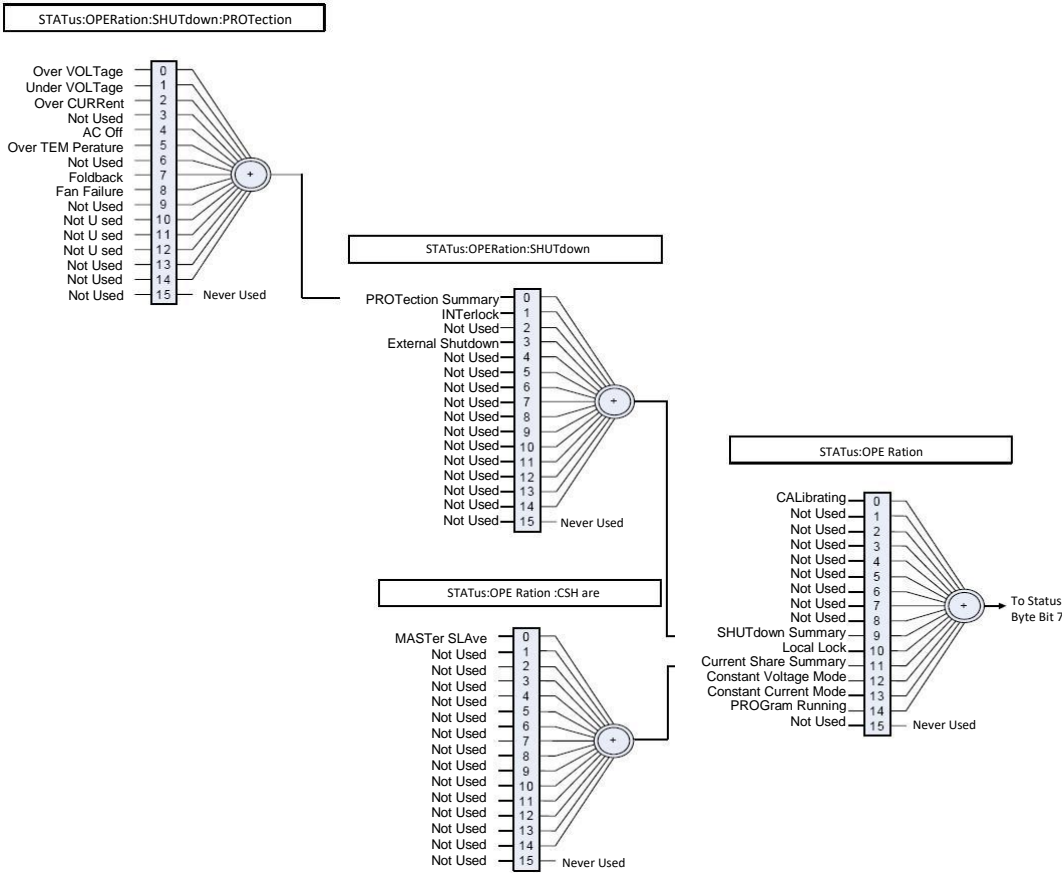 STATus:OPERation:SHUTdown:PROTection
Over VOLTage 0
Under VOLTage 1
Over CURRent 2
Not Used 3
AC Off 4
Over TEM Perature 5
Not Used 6
Foldback 7
Fan Failure 8
Not Used 9
Not U sed 10
Not U sed 11
Not U sed 12
Not Used 13
Not Used 14
Not Used 15 Never Used
+
STATus:OPERation:SHUTdown
PROTection Summary 0
INTerlock 1
Not Used 2
External Shutdown 3
Not Used 4
Not Used 5
Not Used 6
Not Used 7
Not Used 8
Not Used 9
Not Used 10
Not Used 11
Not Used 12
Not Used 13
Not Used 14
Not Used 15 Never Used
+
STATus:OPE Ration :CSH are
MASTer SLAve 0
Not Used 1
Not Used 2
Not Used 3
Not Used 4
Not Used 5
Not Used 6
Not Used 7
Not Used 8
Not Used 9
Not Used 10
Not Used 11
Not Used 12
Not Used 13
Not Used 14
Not Used 15 Never Used
+
STATus:OPE Ration
CALibrating 0
Not Used 1
Not Used 2
Not Used 3
Not Used 4
Not Used 5
Not Used 6
Not Used 7
Not Used 8
SHUTdown Summary 9
Local Lock 10
Current Share Summary 11
Constant Voltage Mode 12
Constant Current Mode 13
PROGram Running 14
Not Used 15 Never Used
+
To Status
Byte Bit 7